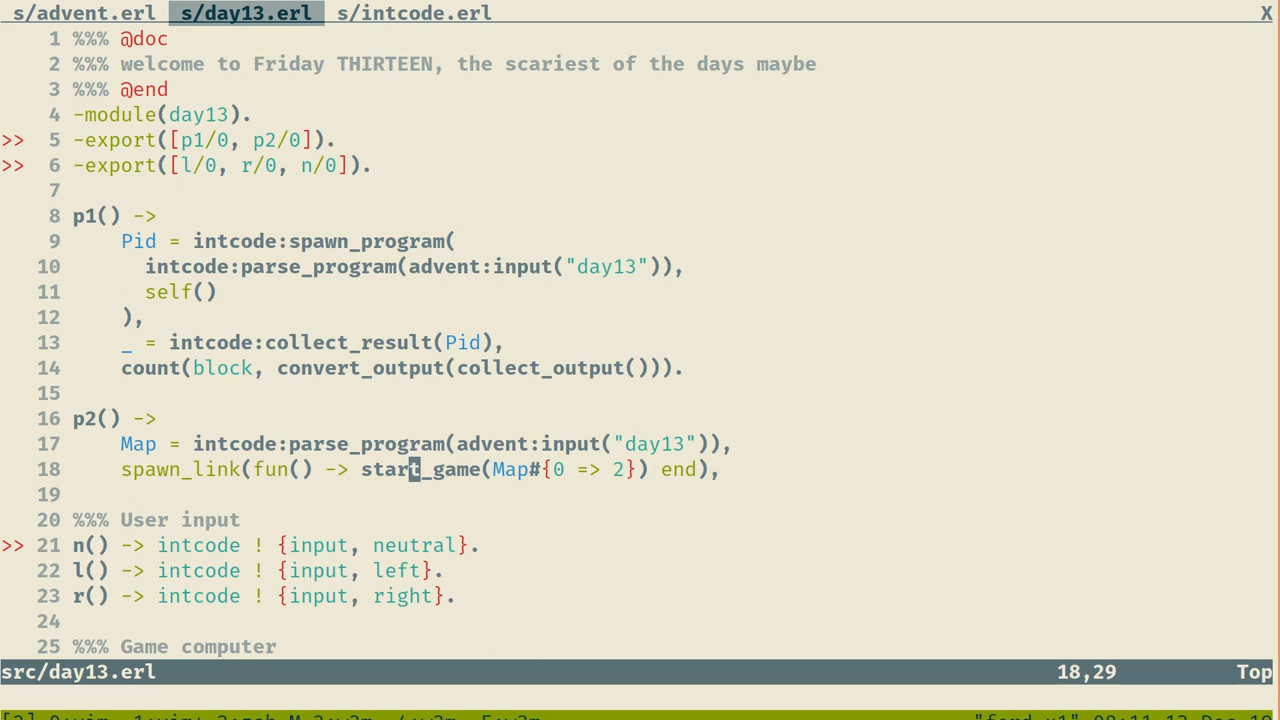 s/advent.erl s/day13.erl s/intcode.erl X
1 %%% @doc
2 %%% welcome to Friday THIRTEEN, the scariest of the days maybe
3 %%% @end
4 -module(day13).
>> 5 -export([p1/0, p2/0]).
>> 6 -export([l/0, r/0, n/0]).
7
8 p1() ->
9     Pid = intcode:spawn_program(
10       intcode:parse_program(advent:input("day13")),
11       self()
12     ),
13     _ = intcode:collect_result(Pid),
14     count(block, convert_output(collect_output())).
15
16 p2() ->
17     Map = intcode:parse_program(advent:input("day13")),
18     spawn_link(fun() -> start_game(Map#{0 => 2}) end),
19
20 %%% User input
>> 21 n() -> intcode ! {input, neutral}.
22 l() -> intcode ! {input, left}.
23 r() -> intcode ! {input, right}.
24
25 %%% Game computer
src/day13.erl 18,29 Top